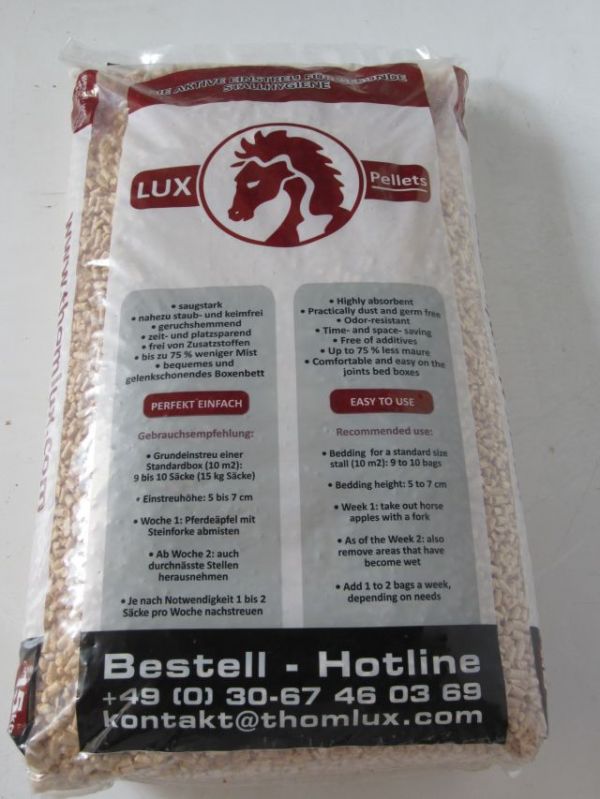 DIE AKTIVE EINSTREU FÜR GESUNDE
STALLHYGIENE
LUX
Pellets
www.thomlux.com
• saugstark
• nahezu staub- und keimfrei
• geruchshemmend
• zeit- und platzsparend
• frei von Zusatzstoffen
• bis zu 75 % weniger Mist
• bequemes und
gelenkschonendes Boxenbett
PERFEKT EINFACH
Gebrauchsempfehlung:
• Grundeinstreu einer
Standardbox (10 m2):
9 bis 10 Säcke (15 kg Säcke)
• Einstreuhöhe: 5 bis 7 cm
• Woche 1: Pferdeäpfel mit
Steinforke abmisten
• Ab Woche 2: auch
durchnässte Stellen
herausnehmen
• Je nach Notwendigkeit 1 bis 2
Säcke pro Woche nachstreuen
• Highly absorbent
• Practically dust and germ free
• Odor-resistant
• Time- and space- saving
• Free of additives
• Up to 75 % less maure
• Comfortable and easy on the
joints bed boxes
EASY TO USE
Recommended use:
• Bedding for a standard size
stall (10 m2): 9 to 10 bags
• Bedding height: 5 to 7 cm
• Week 1: take out horse
apples with a fork
• As of the Week 2: also
remove areas that have
become wet
• Add 1 to 2 bags a week,
depending on needs
Bestell - Hotline
+49 (0) 30-67 46 03 69
kontakt@thomlux.com